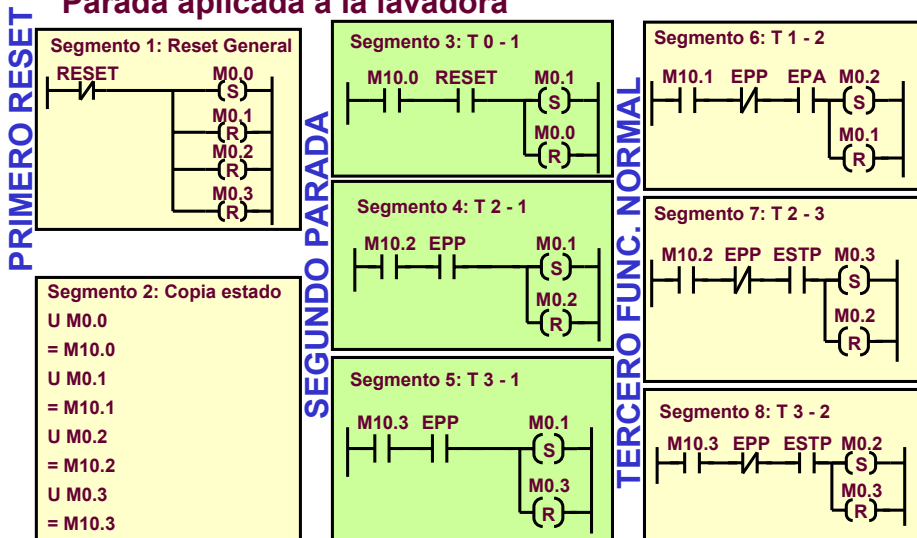 Parada aplicada a la lavadora
PRIMERO RESET
Segmento 1: Reset General
RESET M0.0
S
M0.1
R
M0.2
R
M0.3
R
Segmento 2: Copia estado
U M0.0
= M10.0
U M0.1
= M10.1
U M0.2
= M10.2
U M0.3
= M10.3
SEGUNDO PARADA
Segmento 3: T 0 - 1
M10.0 RESET M0.1
S
M0.0
R
Segmento 4: T 2 - 1
M10.2 EPP M0.1
S
M0.2
R
Segmento 5: T 3 - 1
M10.3 EPP M0.1
S
M0.3
R
TERCERO FUNC. NORMAL
Segmento 6: T 1 - 2
M10.1 EPP EPA M0.2
S
M0.1
R
Segmento 7: T 2 - 3
M10.2 EPP ESTP M0.3
S
M0.2
R
Segmento 8: T 3 - 2
M10.3 EPP ESTP M0.2
S
M0.3
R